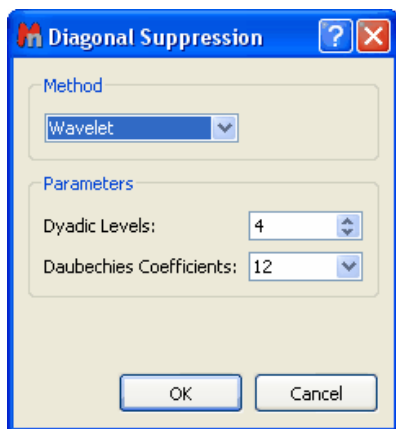 Diagonal Suppression
Method
Wavelet
Parameters
Dyadic Levels: 4
Daubechies Coefficients: 12
OK Cancel